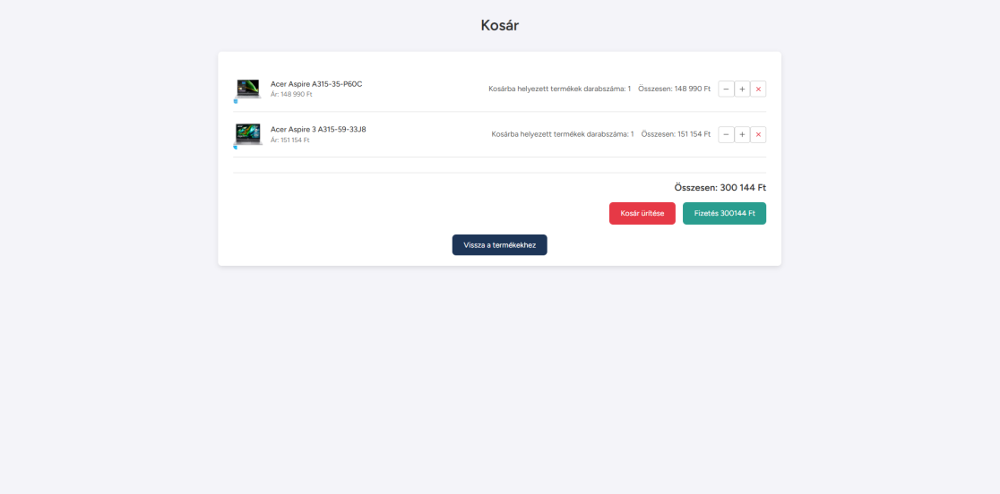 Kosár
Acer Aspire A315-35-P60C
Ár: 148 990 Ft
Kosárba helyezett termékek darabszáma: 1 Összesen: 148 990 Ft − + ×
Acer Aspire 3 A315-59-33J8
Ár: 151 154 Ft
Kosárba helyezett termékek darabszáma: 1 Összesen: 151 154 Ft − + ×
Összesen: 300 144 Ft
Kosár ürítése Fizetés 300144 Ft
Vissza a termékekhez